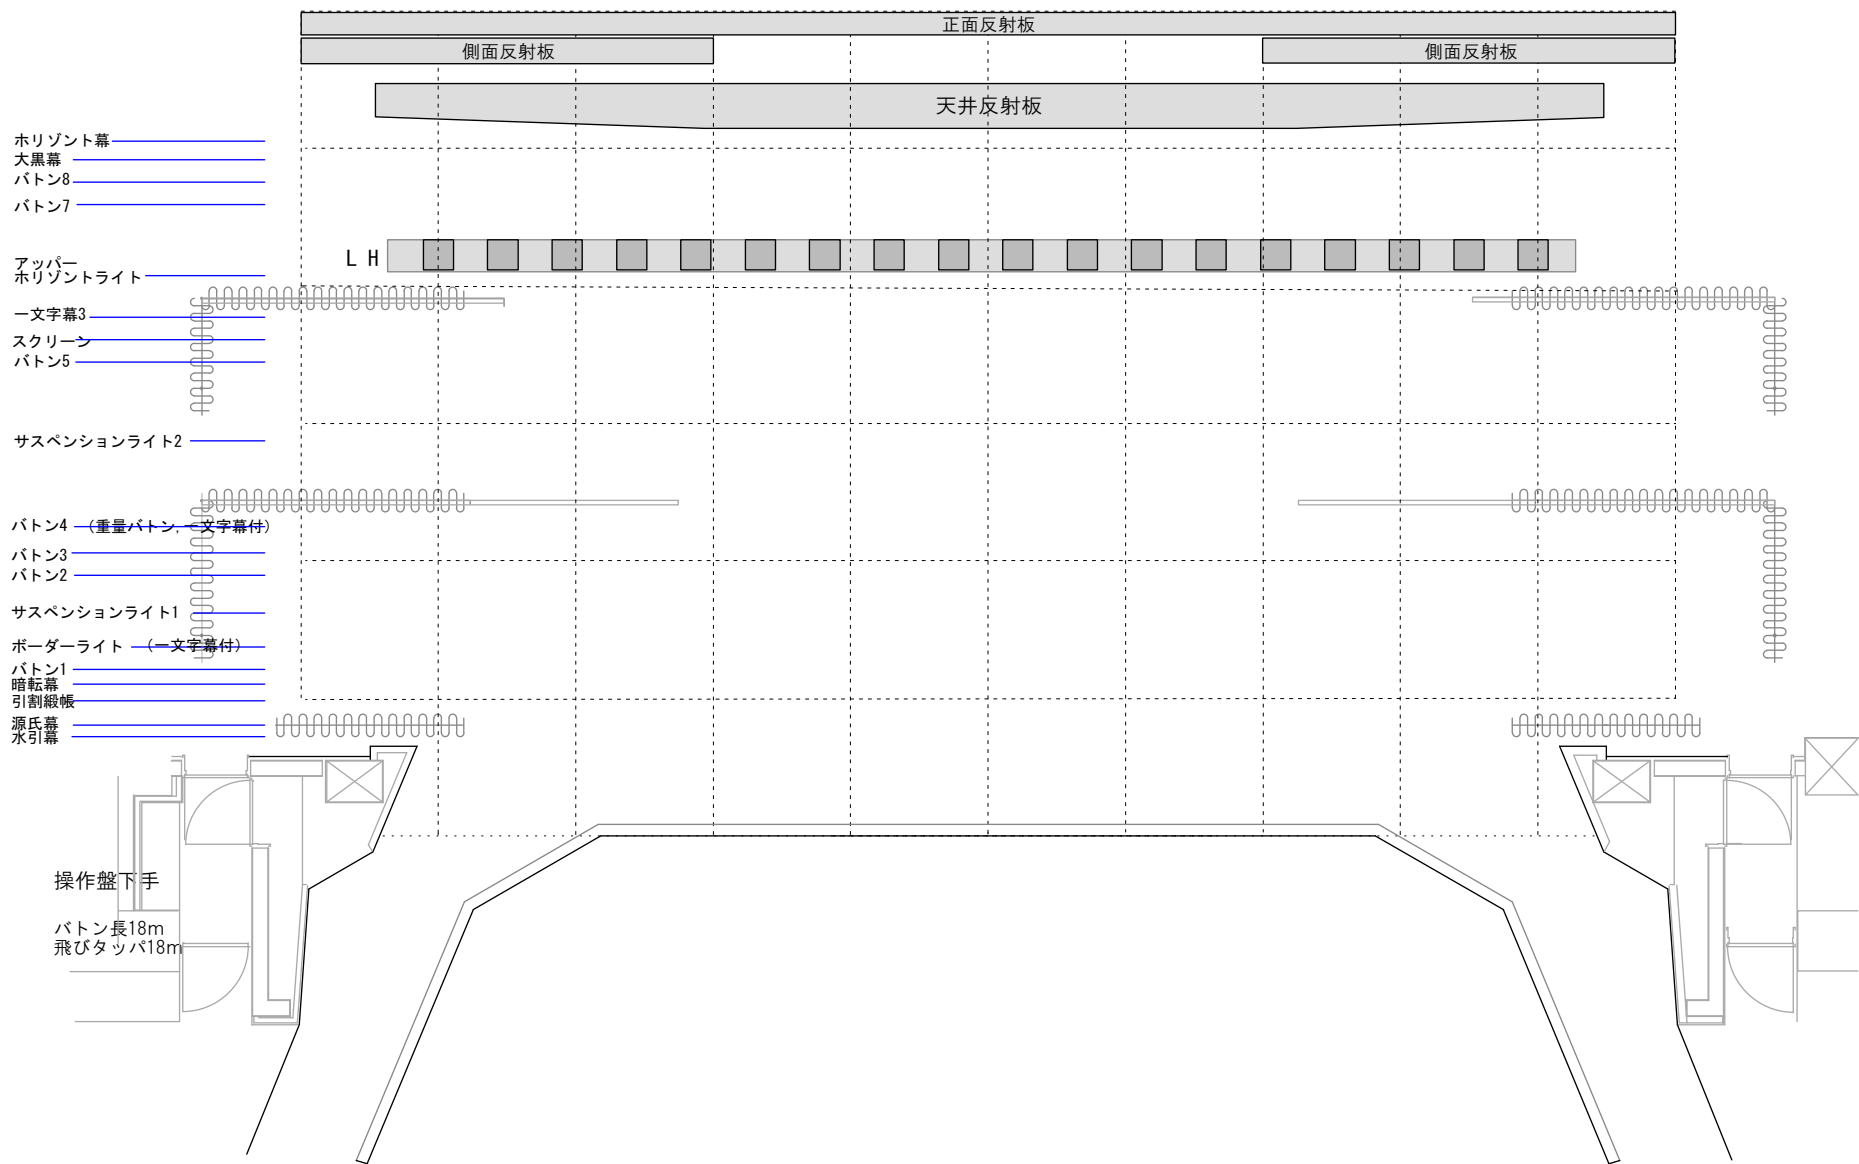 正面反射板
側面反射板
側面反射板
天井反射板
ホリゾント幕
大黒幕
バトン8
バトン7
アッパー
ホリゾントライト
L H
一文字幕3
スクリーン
バトン5
サスペンションライト2
バトン4 (重量バトン,一文字幕付)
バトン3
バトン2
サスペンションライト1
ボーダーライト (一文字幕付)
バトン1
暗転幕
引割緞帳
源氏幕
水引幕
操作盤下手
バトン長18m
飛びタッパ18m